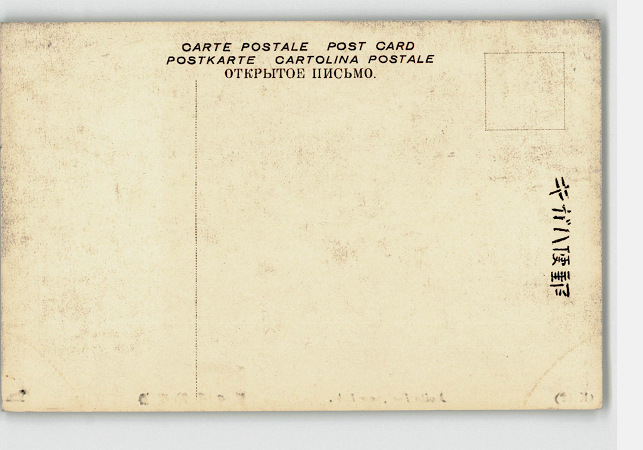 CARTE POSTALE POST CARD
POSTKARTE CARTOLINA POSTALE
ОТКРЫТОЕ ПИСЬМО.
郵便ハガキ